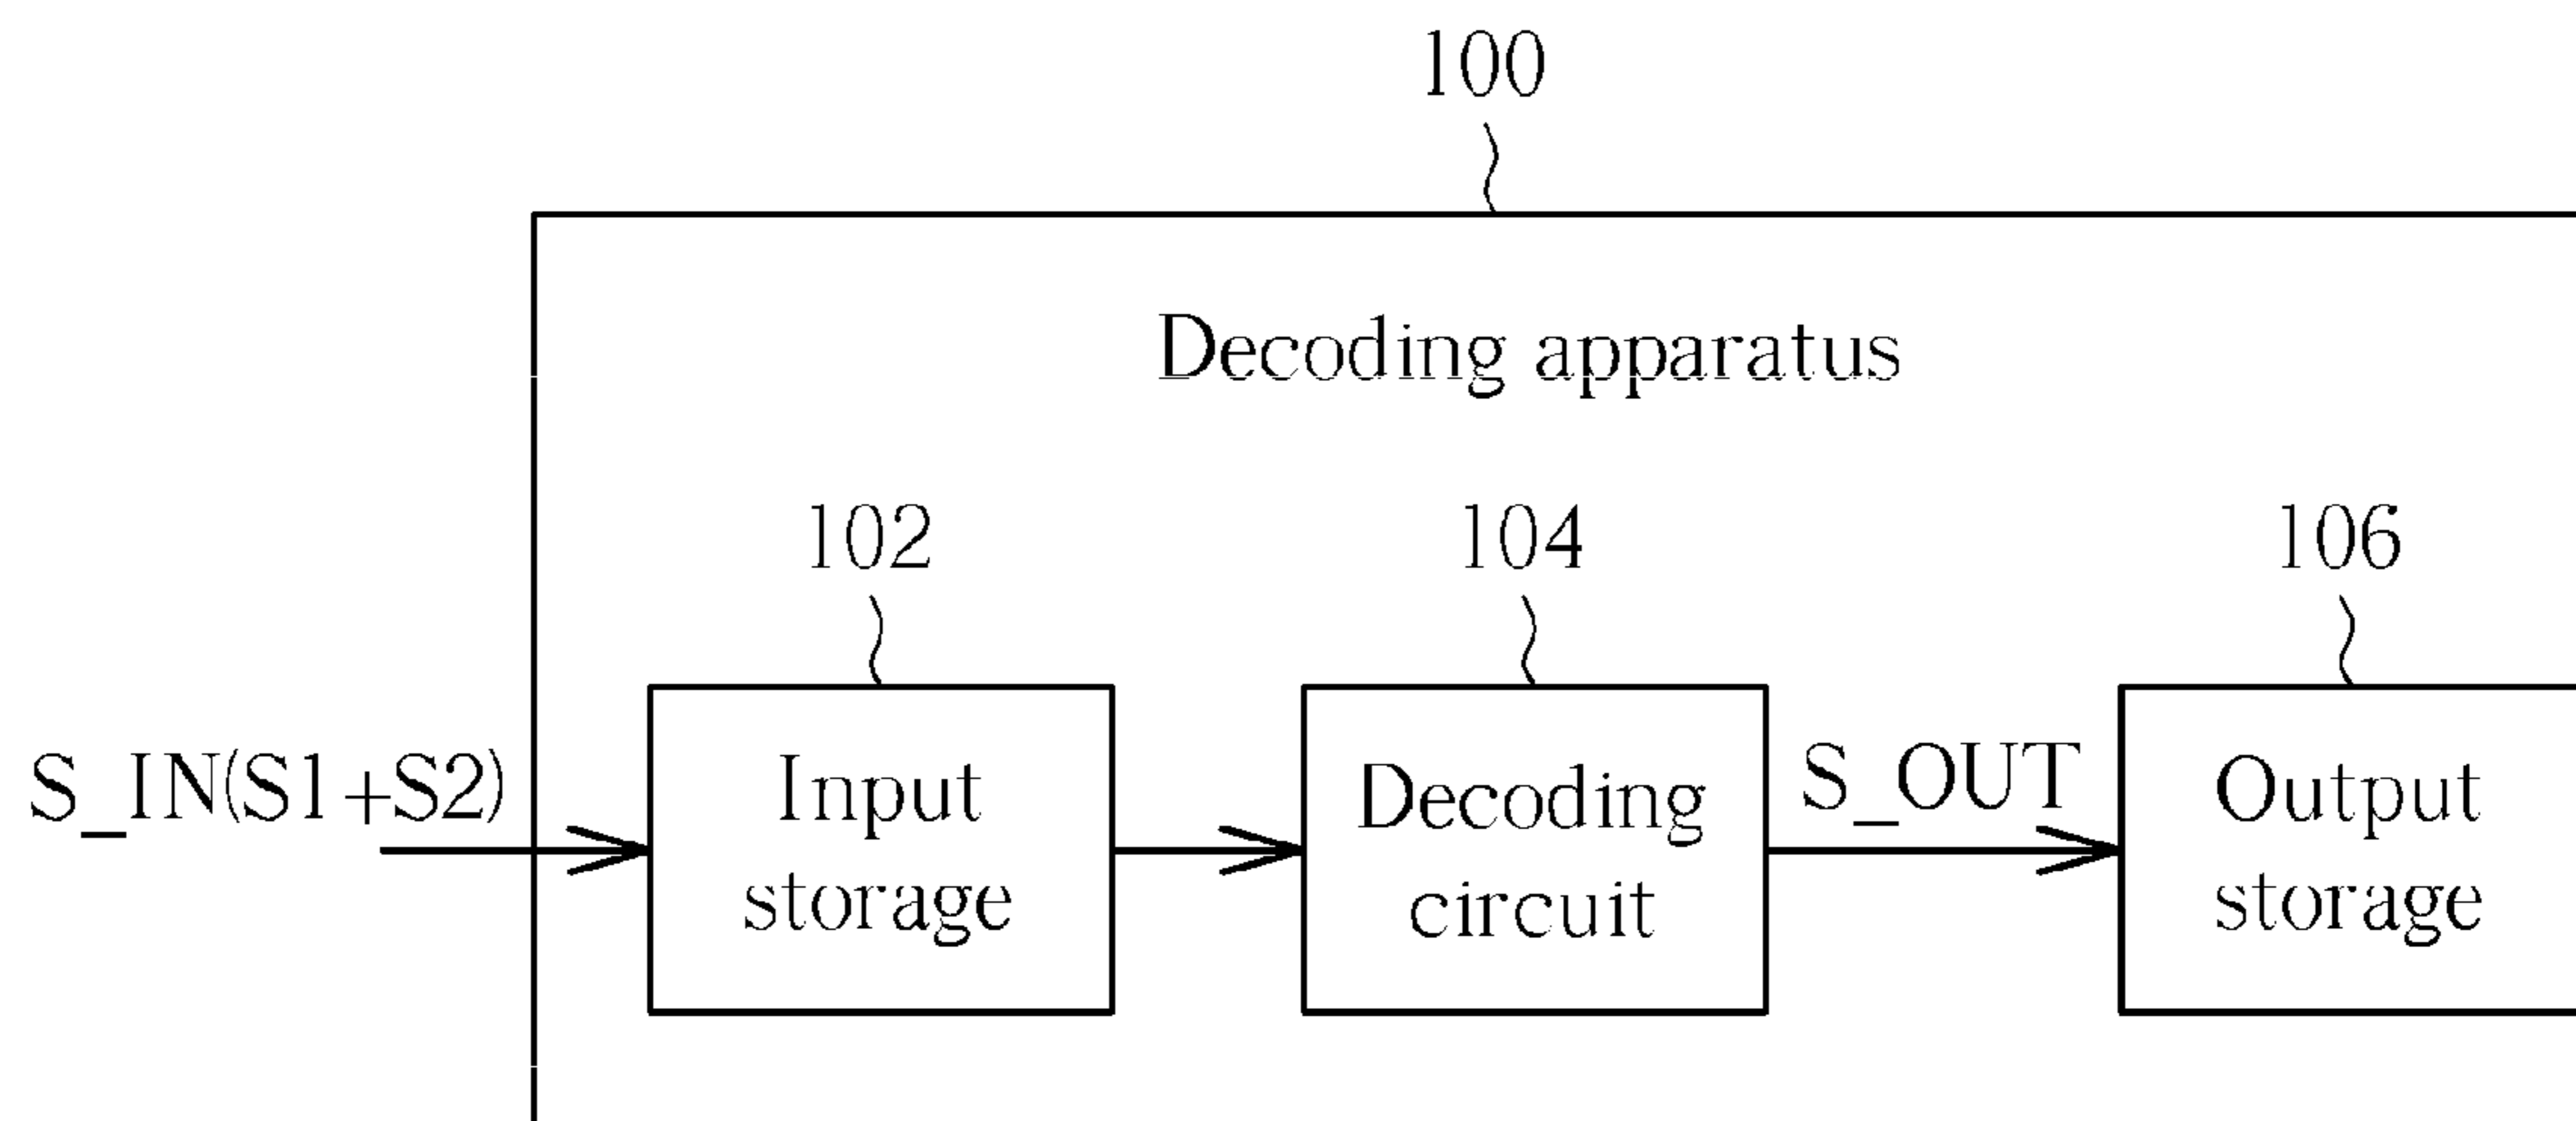 100
Decoding apparatus
102
104
106
S_IN(S1+S2)
Input
storage
Decoding
circuit
S_OUT
Output
storage